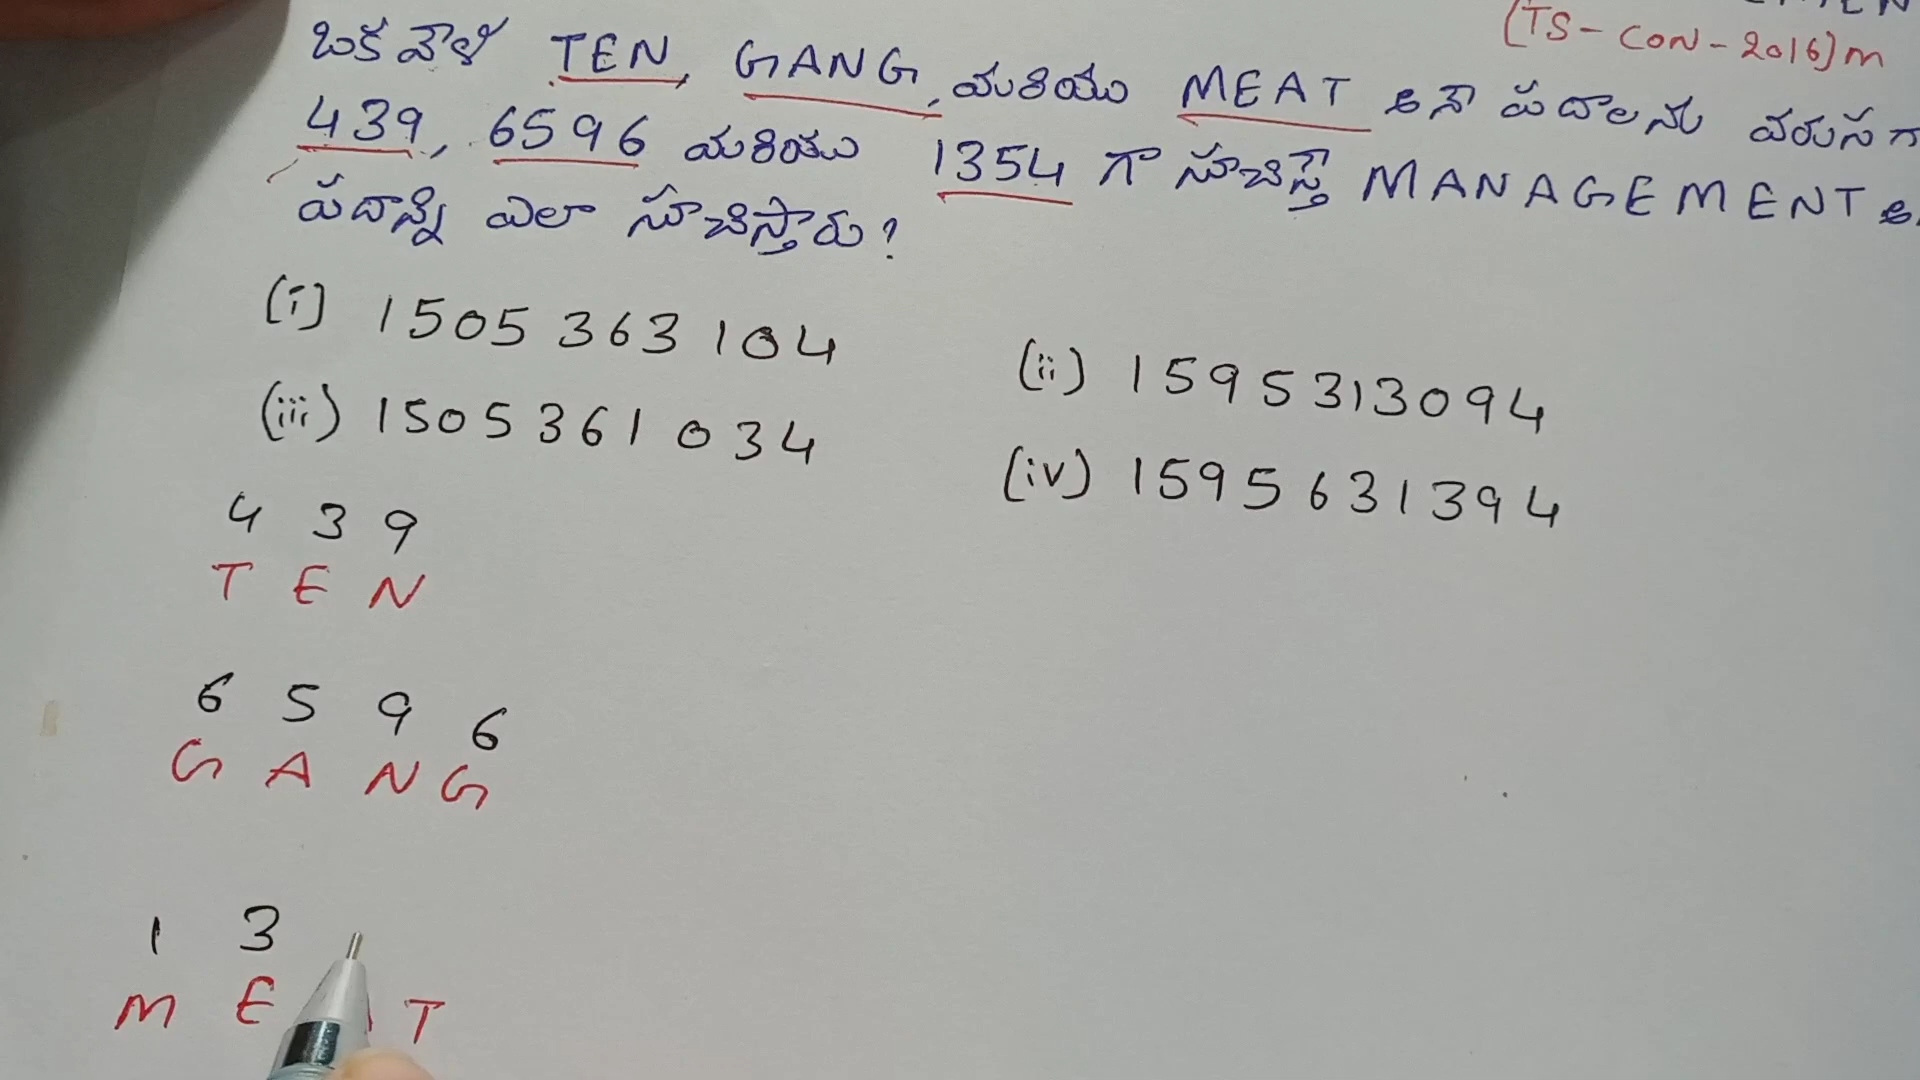 (TS-CON-2016)m
ఒకవేళ TEN, GANG, మరియు MEAT అనే పదాలను వరుసగా
439, 6596 మరియు 1354 గా సూచిస్తే MANAGEMENT
పదాన్ని ఎలా సూచిస్తారు?
(i) 1505363104
(ii) 1595313094
(iii) 1505361034
(iv) 1595631394
4 3 9
T E N
6 5 9 6
G A N G
1 3
M E T